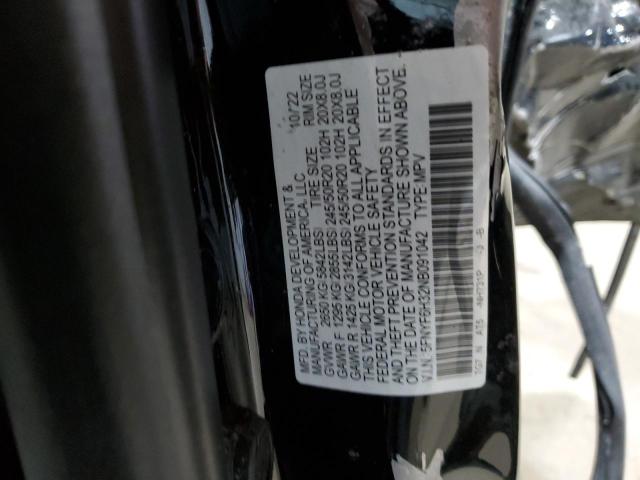 MFD. BY HONDA DEVELOPMENT & 10/22
MANUFACTURING OF AMERICA, LLC
TIRE SIZE RIM SIZE
GVWR 2650 KG(5842LBS)
GAWR F 1295 KG(2855LBS) 245/50R20 102H 20X8.0J
GAWR R 1425 KG(3142LBS) 245/50R20 102H 20X8.0J
THIS VEHICLE CONFORMS TO ALL APPLICABLE
FEDERAL MOTOR VEHICLE SAFETY
AND THEFT PREVENTION STANDARDS IN EFFECT
ON THE DATE OF MANUFACTURE SHOWN ABOVE.
V.I.N.: 5FNYF6H32NB091042 TYPE:MPV